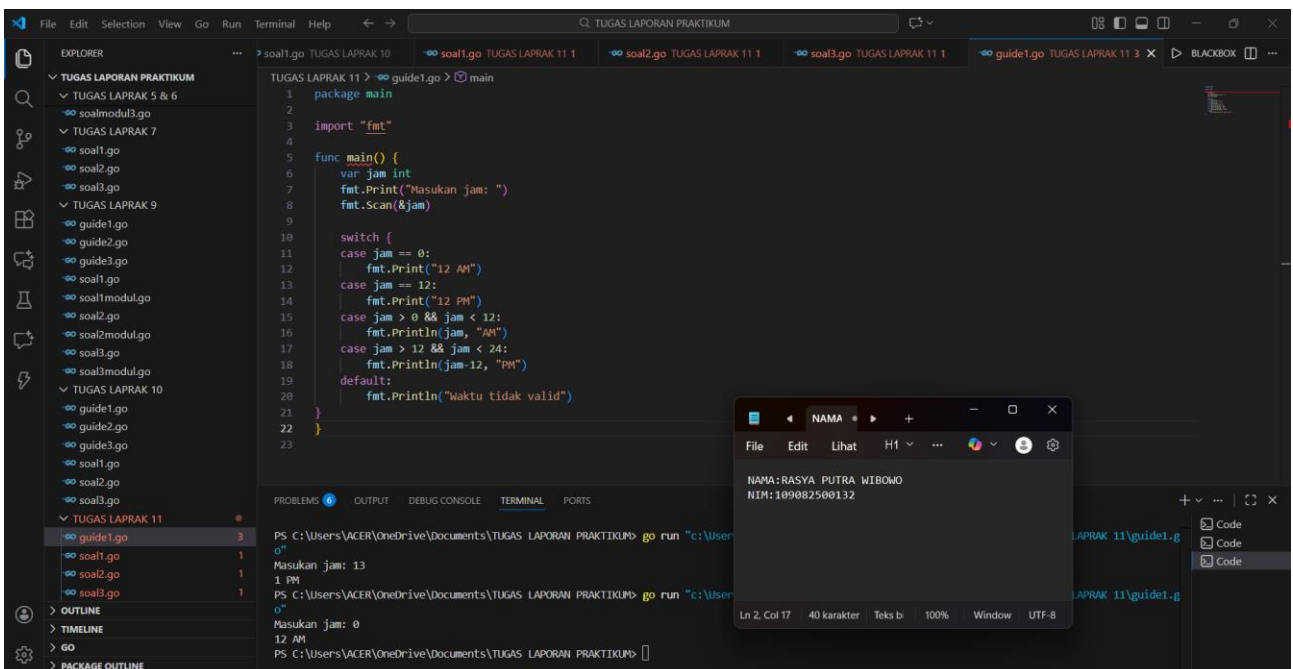 File Edit Selection View Go Run Terminal Help
TUGAS LAPORAN PRAKTIKUM
EXPLORER
TUGAS LAPORAN PRAKTIKUM
TUGAS LAPRAK 5 & 6
soalmodul3.go
TUGAS LAPRAK 7
soal1.go
soal2.go
soal3.go
TUGAS LAPRAK 9
guide1.go
guide2.go
guide3.go
soal1.go
soal1modul.go
soal2.go
soal2modul.go
soal3.go
soal3modul.go
TUGAS LAPRAK 10
guide1.go
guide2.go
guide3.go
soal1.go
soal2.go
soal3.go
TUGAS LAPRAK 11
guide1.go 3
soal1.go 1
soal2.go 1
soal3.go 1
OUTLINE
TIMELINE
GO
PACKAGE OUTLINE
soal1.go TUGAS LAPRAK 10 soal1.go TUGAS LAPRAK 11 1 soal2.go TUGAS LAPRAK 11 1 soal3.go TUGAS LAPRAK 11 1 guide1.go TUGAS LAPRAK 11 3 BLACKBOX
TUGAS LAPRAK 11 > guide1.go > main
1 package main
2
3 import "fmt"
4
5 func main() {
6 var jam int
7 fmt.Print("Masukan jam: ")
8 fmt.Scan(&jam)
9
10 switch {
11 case jam == 0:
12 fmt.Print("12 AM")
13 case jam == 12:
14 fmt.Print("12 PM")
15 case jam > 0 && jam < 12:
16 fmt.Println(jam, "AM")
17 case jam > 12 && jam < 24:
18 fmt.Println(jam-12, "PM")
19 default:
20 fmt.Println("Waktu tidak valid")
21 }
22 }
23
PROBLEMS 6 OUTPUT DEBUG CONSOLE TERMINAL PORTS
PS C:\Users\ACER\OneDrive\Documents\TUGAS LAPORAN PRAKTIKUM> go run "c:\User LAPRAK 11\guide1.g
o"
Masukan jam: 13
1 PM
PS C:\Users\ACER\OneDrive\Documents\TUGAS LAPORAN PRAKTIKUM> go run "c:\User LAPRAK 11\guide1.g
o"
Masukan jam: 0
12 AM
PS C:\Users\ACER\OneDrive\Documents\TUGAS LAPORAN PRAKTIKUM>
Code
Code
Code
NAMA
File Edit Lihat H1
NAMA:RASYA PUTRA WIBOWO
NIM:109082500132
Ln 2, Col 17 40 karakter Teks bi 100% Window UTF-8